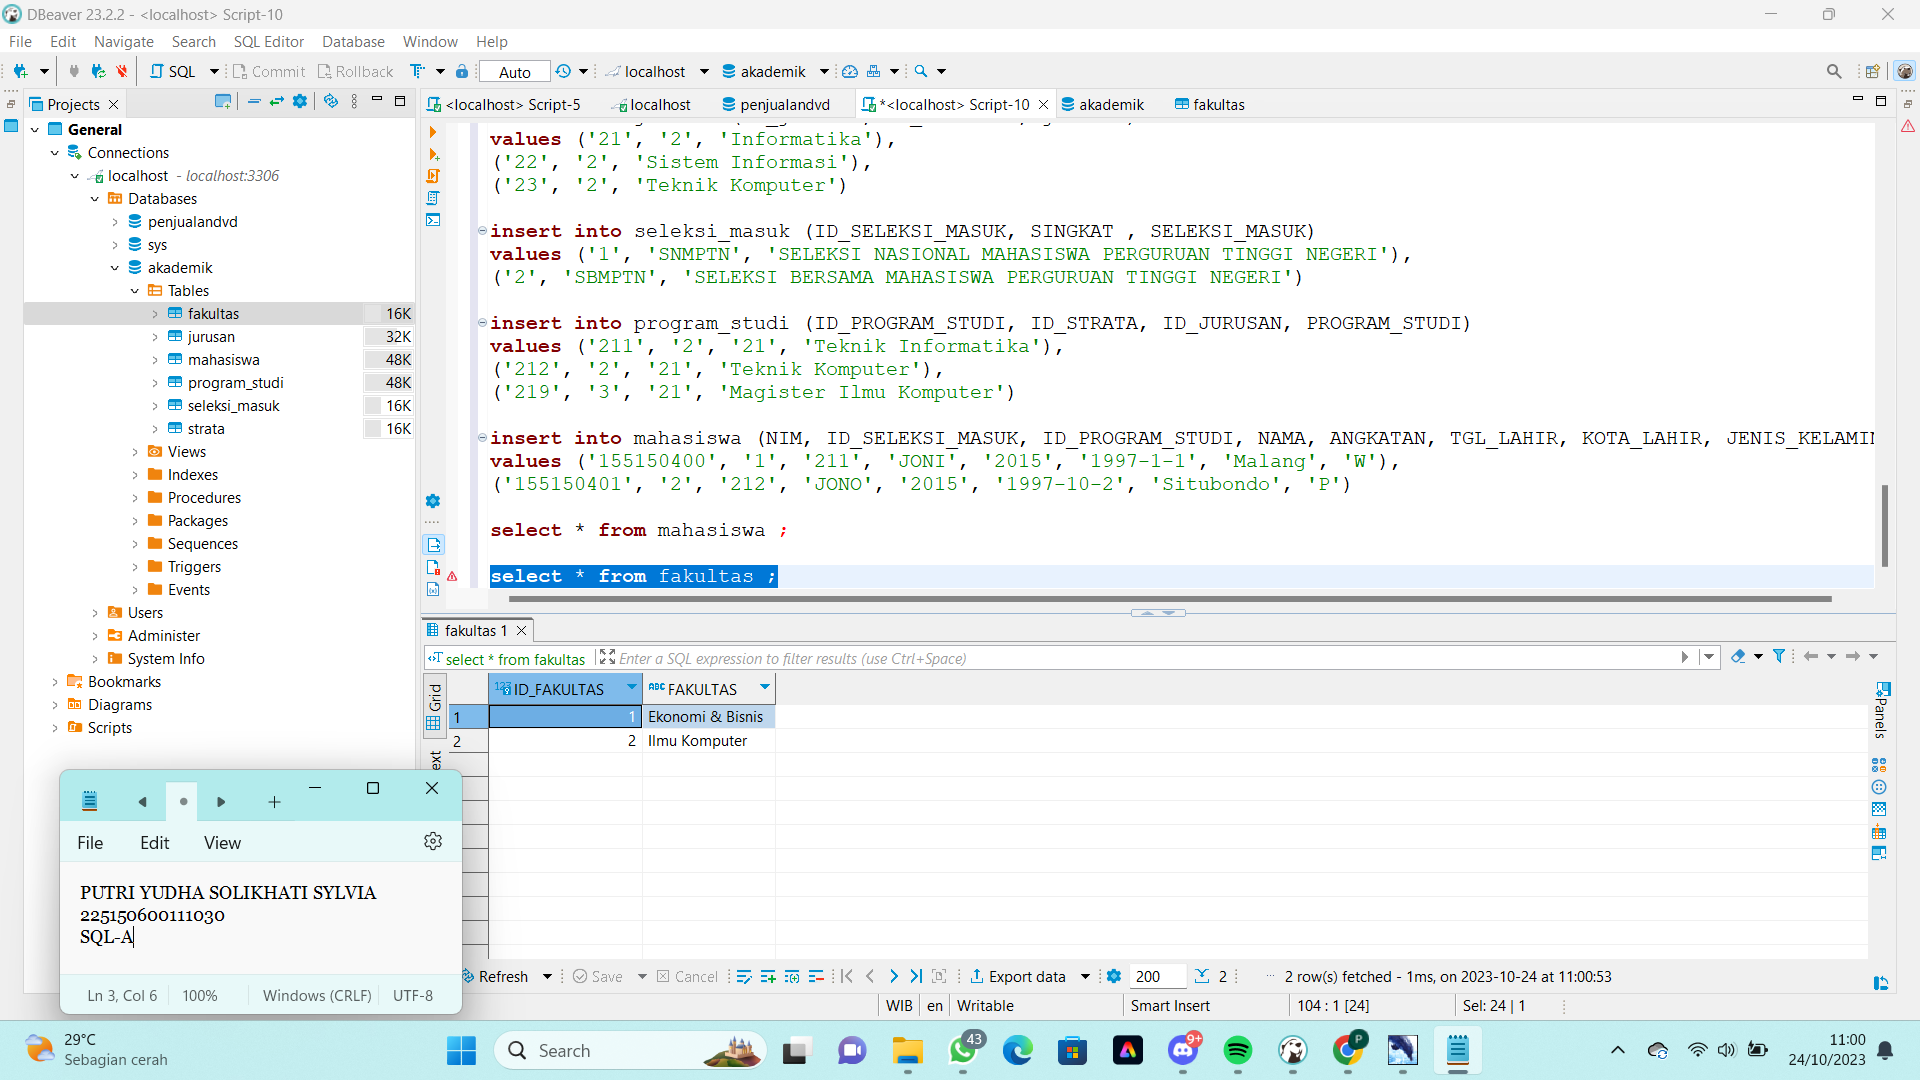 DBeaver 23.2.2 - <localhost> Script-10
File Edit Navigate Search SQL Editor Database Window Help
SQL Commit Rollback Auto localhost akademik
Projects
<localhost> Script-5 localhost penjualandvd *<localhost> Script-10 akademik fakultas
General
Connections
localhost - localhost:3306
Databases
penjualandvd
sys
akademik
Tables
fakultas 16K
jurusan 32K
mahasiswa 48K
program_studi 48K
seleksi_masuk 16K
strata 16K
Views
Indexes
Procedures
Packages
Sequences
Triggers
Events
Users
Administer
System Info
Bookmarks
Diagrams
Scripts
values ('21', '2', 'Informatika'),
('22', '2', 'Sistem Informasi'),
('23', '2', 'Teknik Komputer')
insert into seleksi_masuk (ID_SELEKSI_MASUK, SINGKAT , SELEKSI_MASUK)
values ('1', 'SNMPTN', 'SELEKSI NASIONAL MAHASISWA PERGURUAN TINGGI NEGERI'),
('2', 'SBMPTN', 'SELEKSI BERSAMA MAHASISWA PERGURUAN TINGGI NEGERI')
insert into program_studi (ID_PROGRAM_STUDI, ID_STRATA, ID_JURUSAN, PROGRAM_STUDI)
values ('211', '2', '21', 'Teknik Informatika'),
('212', '2', '21', 'Teknik Komputer'),
('219', '3', '21', 'Magister Ilmu Komputer')
insert into mahasiswa (NIM, ID_SELEKSI_MASUK, ID_PROGRAM_STUDI, NAMA, ANGKATAN, TGL_LAHIR, KOTA_LAHIR, JENIS_KELAMIN
values ('155150400', '1', '211', 'JONI', '2015', '1997-1-1', 'Malang', 'W'),
('155150401', '2', '212', 'JONO', '2015', '1997-10-2', 'Situbondo', 'P')
select * from mahasiswa ;
select * from fakultas ;
fakultas 1
select * from fakultas Enter a SQL expression to filter results (use Ctrl+Space)
Grid
ext
Panels
123 ID_FAKULTAS ABC FAKULTAS
1 1 Ekonomi & Bisnis
2 2 Ilmu Komputer
Refresh Save Cancel Export data 200 2 2 row(s) fetched - 1ms, on 2023-10-24 at 11:00:53
WIB en Writable Smart Insert 104 : 1 [24] Sel: 24 | 1
File Edit View
PUTRI YUDHA SOLIKHATI SYLVIA
225150600111030
SQL-A
Ln 3, Col 6 100% Windows (CRLF) UTF-8
29°C
Sebagian cerah
Search
43
9+
P
11:00
24/10/2023